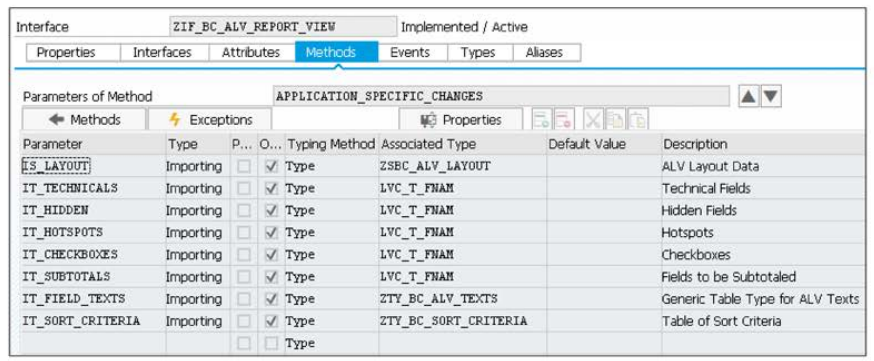 Interface ZIF_BC_ALV_REPORT_VIEW Implemented / Active
Properties Interfaces Attributes Methods Events Types Aliases
Parameters of Method APPLICATION_SPECIFIC_CHANGES
Methods Exceptions Properties
Parameter Type P... O... Typing Method Associated Type Default Value Description
IS_LAYOUT Importing Type ZSBC_ALV_LAYOUT ALV Layout Data
IT_TECHNICALS Importing Type LVC_T_FNAM Technical Fields
IT_HIDDEN Importing Type LVC_T_FNAM Hidden Fields
IT_HOTSPOTS Importing Type LVC_T_FNAM Hotspots
IT_CHECKBOXES Importing Type LVC_T_FNAM Checkboxes
IT_SUBTOTALS Importing Type LVC_T_FNAM Fields to be Subtotaled
IT_FIELD_TEXTS Importing Type ZTY_BC_ALV_TEXTS Generic Table Type for ALV Texts
IT_SORT_CRITERIA Importing Type ZTY_BC_SORT_CRITERIA Table of Sort Criteria
Type